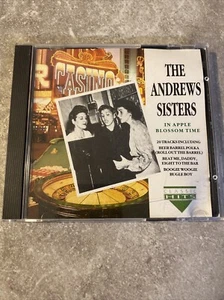 CASINO
THE
ANDREWS
SISTERS
IN APPLE
BLOSSOM TIME
20 TRACKS INCLUDING
BEER BARREL POLKA
(ROLL OUT THE BARREL)
BEAT ME, DADDY,
EIGHT TO THE BAR
BOOGIE WOOGIE
BUGLE BOY